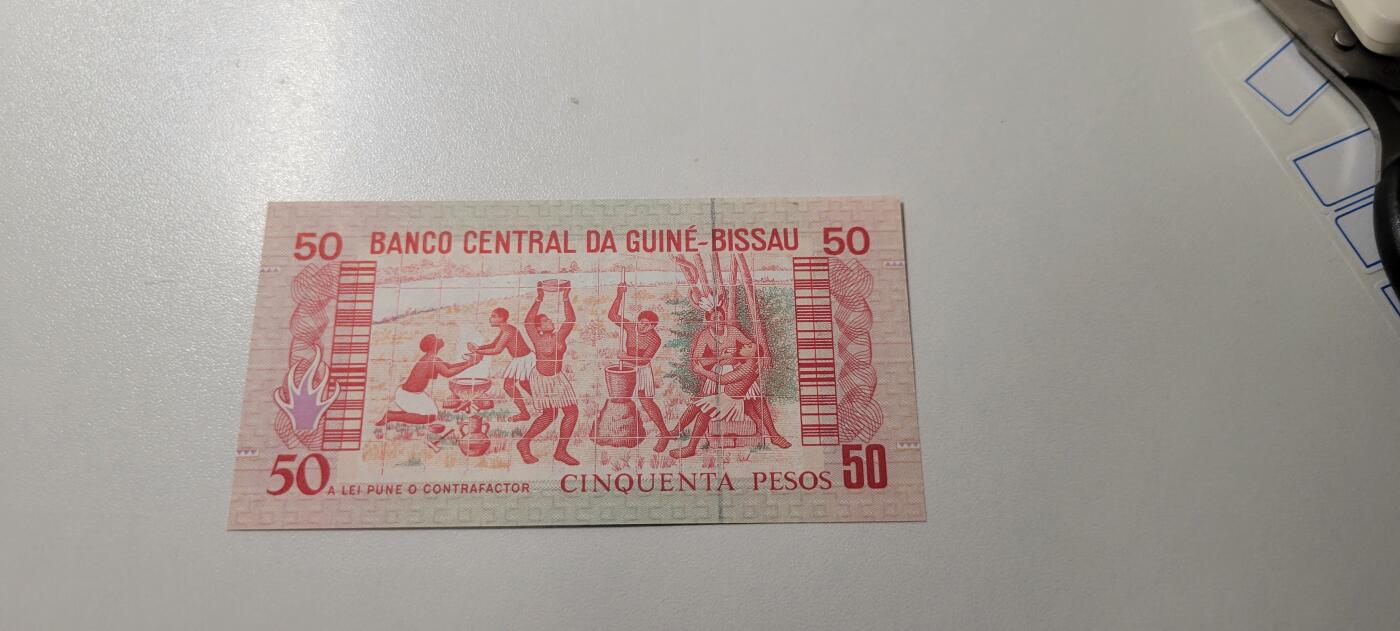 50 BANCO CENTRAL DA GUINÉ-BISSAU 50
50 A LEI PUNE O CONTRAFACTOR CINQUENTA PESOS 50